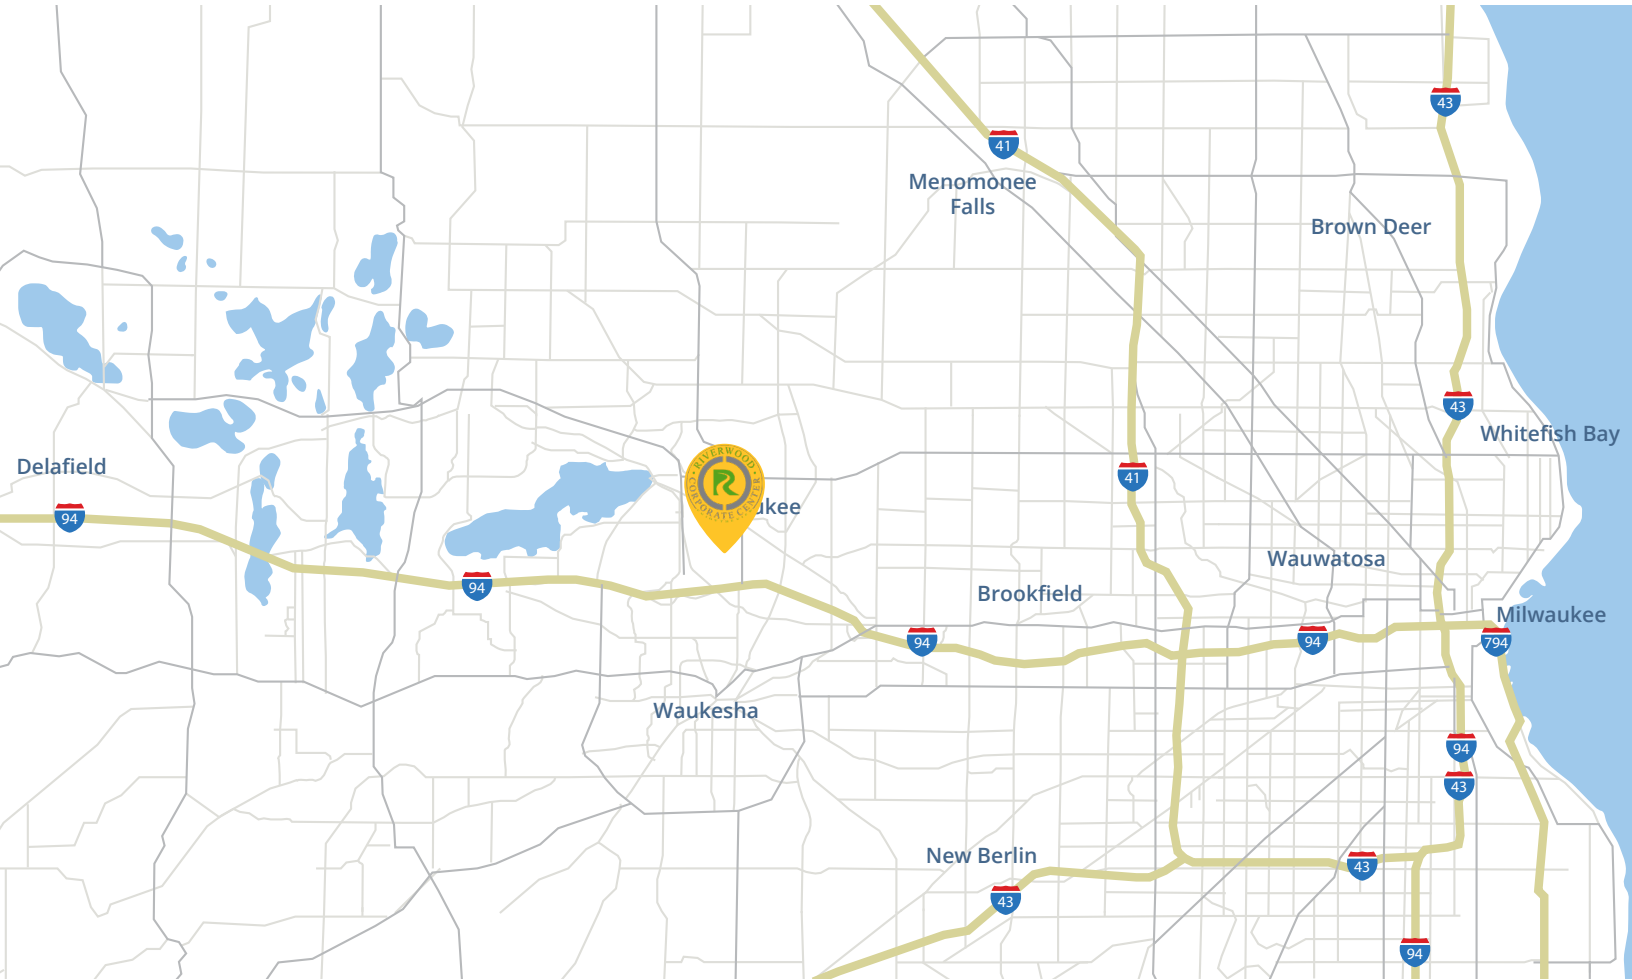 43
41
Menomonee
Falls
Brown Deer
43
Whitefish Bay
Delafield
41
RIVERWOOD
CORPORATE CENTER
ukee
94
Wauwatosa
94
Brookfield
Milwaukee
94
94
794
Waukesha
94
43
New Berlin
43
43
94